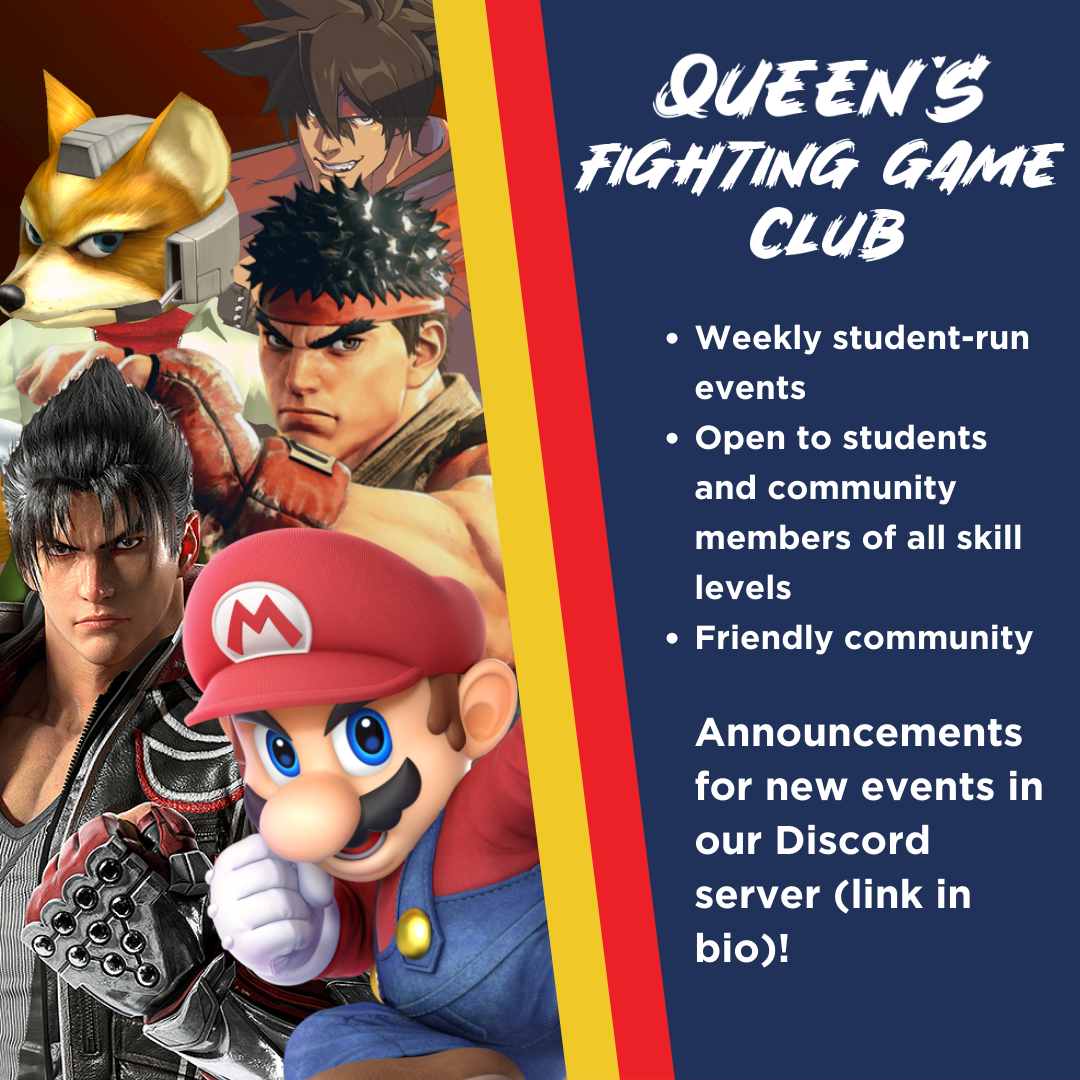 QUEEN'S
FIGHTING GAME
CLUB
• Weekly student-run
events
• Open to students
and community
members of all skill
levels
• Friendly community
Announcements
for new events in
our Discord
server (link in
bio)!
M